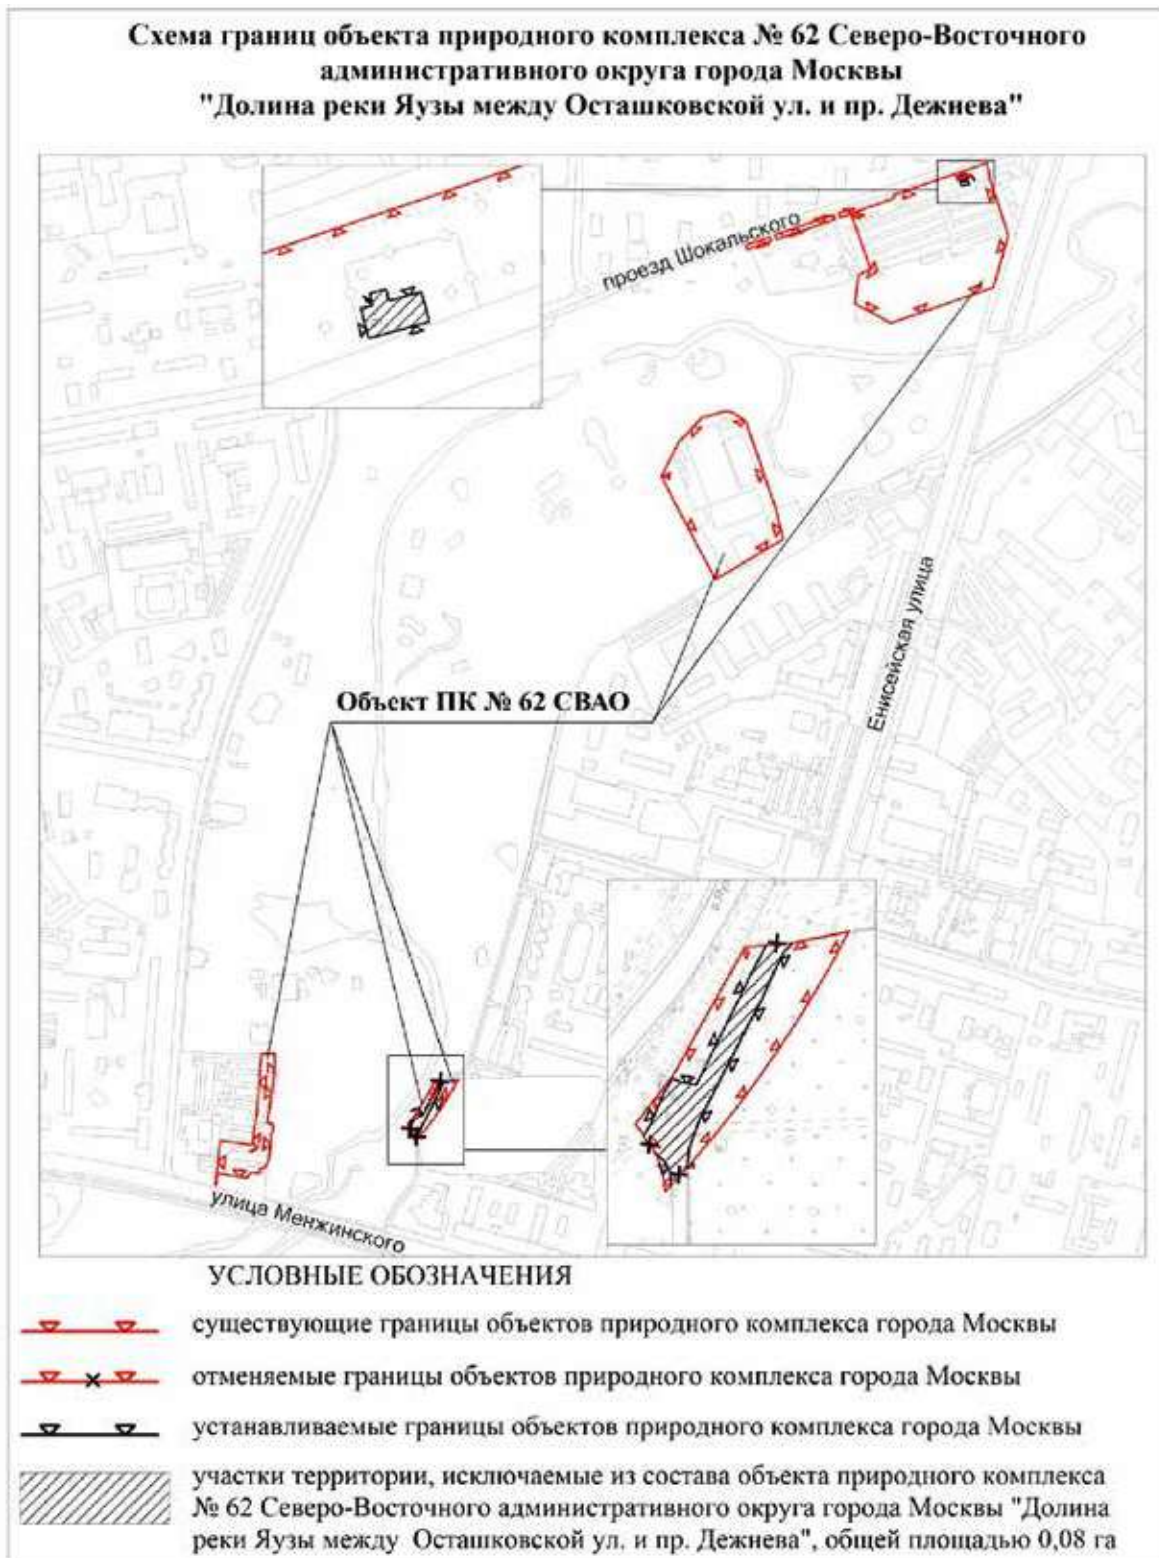 Схема границ объекта природного комплекса № 62 Северо-Восточного
административного округа города Москвы
"Долина реки Яузы между Осташковской ул. и пр. Дежнева"
проезд Шокальского
Енисейская улица
Объект ПК № 62 СВАО
улица Менжинского
УСЛОВНЫЕ ОБОЗНАЧЕНИЯ
существующие границы объектов природного комплекса города Москвы
отменяемые границы объектов природного комплекса города Москвы
устанавливаемые границы объектов природного комплекса города Москвы
участки территории, исключаемые из состава объекта природного комплекса
№ 62 Северо-Восточного административного округа города Москвы "Долина
реки Яузы между Осташковской ул. и пр. Дежнева", общей площадью 0,08 га